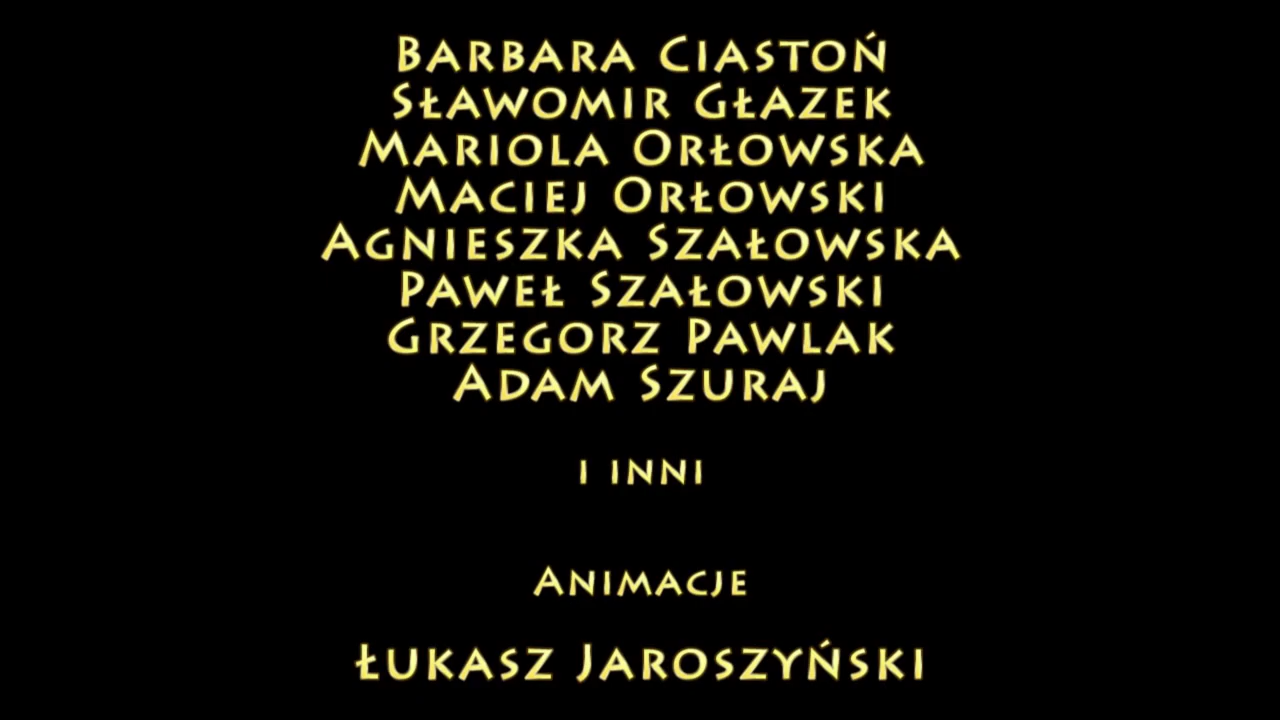 Barbara Ciastoń
Sławomir Głazek
Mariola Orłowska
Maciej Orłowski
Agnieszka Szałowska
Paweł Szałowski
Grzegorz Pawlak
Adam Szuraj
i inni
Animacje
Łukasz Jaroszyński